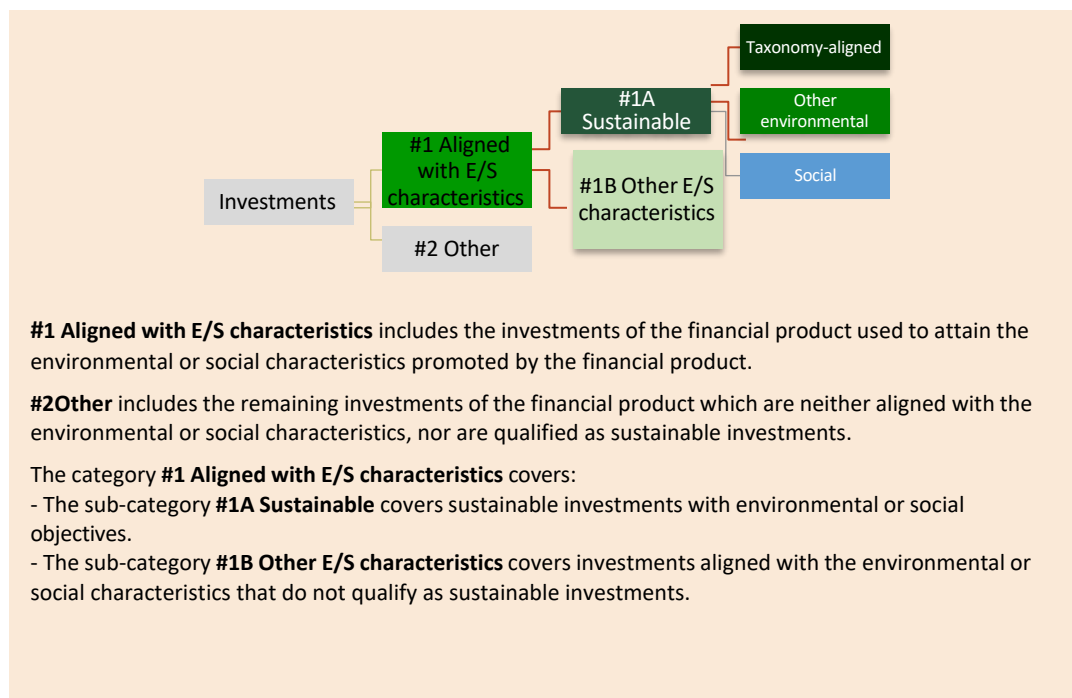 Taxonomy-aligned
#1A
Sustainable
Other
environmental
#1 Aligned
with E/S
characteristics
#1B Other E/S
characteristics
Social
Investments
#2 Other
#1 Aligned with E/S characteristics includes the investments of the financial product used to attain the
environmental or social characteristics promoted by the financial product.
#2Other includes the remaining investments of the financial product which are neither aligned with the
environmental or social characteristics, nor are qualified as sustainable investments.
The category #1 Aligned with E/S characteristics covers:
- The sub-category #1A Sustainable covers sustainable investments with environmental or social
objectives.
- The sub-category #1B Other E/S characteristics covers investments aligned with the environmental or
social characteristics that do not qualify as sustainable investments.